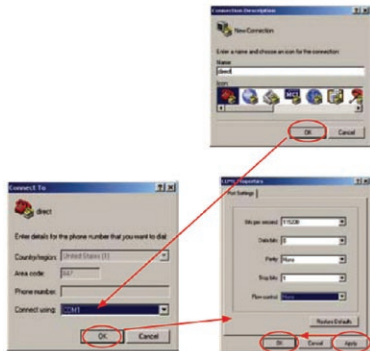 Connection Description
New Connection
Enter a name and choose an icon for the connection:
Name:
direct
Icon:
OK Cancel
Connect To
direct
Enter details for the phone number that you want to dial:
Country/region: United States (1)
Area code: 847
Phone number:
Connect using: COM1
OK Cancel
COM1 Properties
Port Settings
Bits per second: 115200
Data bits: 8
Parity: None
Stop bits: 1
Flow control: None
Restore Defaults
OK Cancel Apply